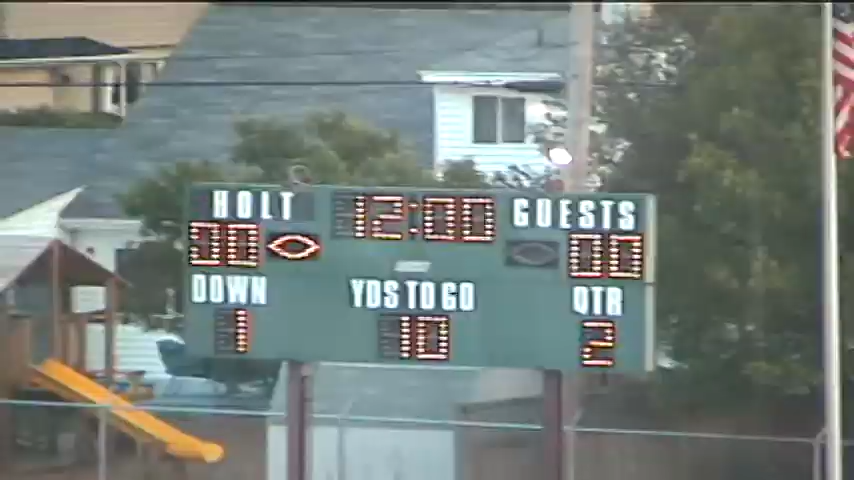 HOLT 12:00 GUESTS
00 00
DOWN YDS TO GO QTR
1 10 2